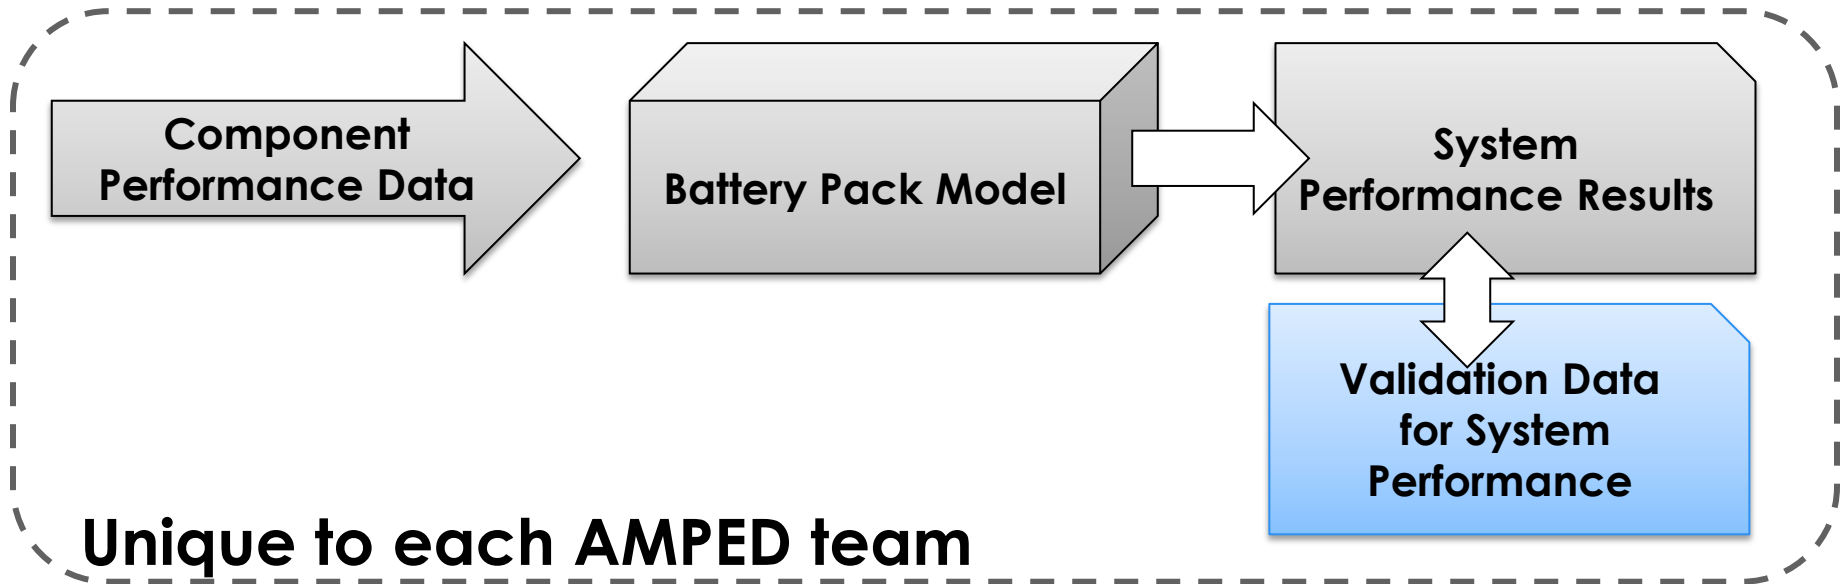 Component
Performance Data
Battery Pack Model
System
Performance Results
Validation Data
for System
Performance
Unique to each AMPED team